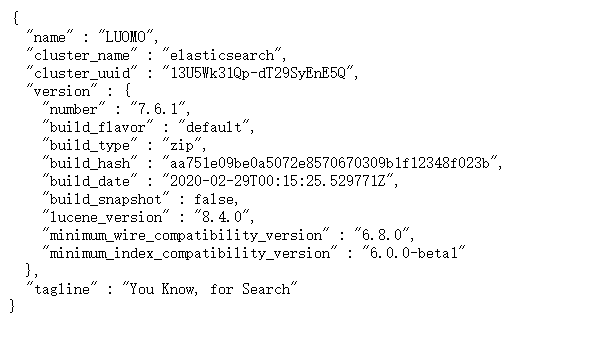 {
"name" : "LUOMO",
"cluster_name" : "elasticsearch",
"cluster_uuid" : "13U5Wk31Qp-dT29SyEnE5Q",
"version" : {
"number" : "7.6.1",
"build_flavor" : "default",
"build_type" : "zip",
"build_hash" : "aa751e09be0a5072e8570670309b1f12348f023b",
"build_date" : "2020-02-29T00:15:25.529771Z",
"build_snapshot" : false,
"lucene_version" : "8.4.0",
"minimum_wire_compatibility_version" : "6.8.0",
"minimum_index_compatibility_version" : "6.0.0-beta1"
},
"tagline" : "You Know, for Search"
}